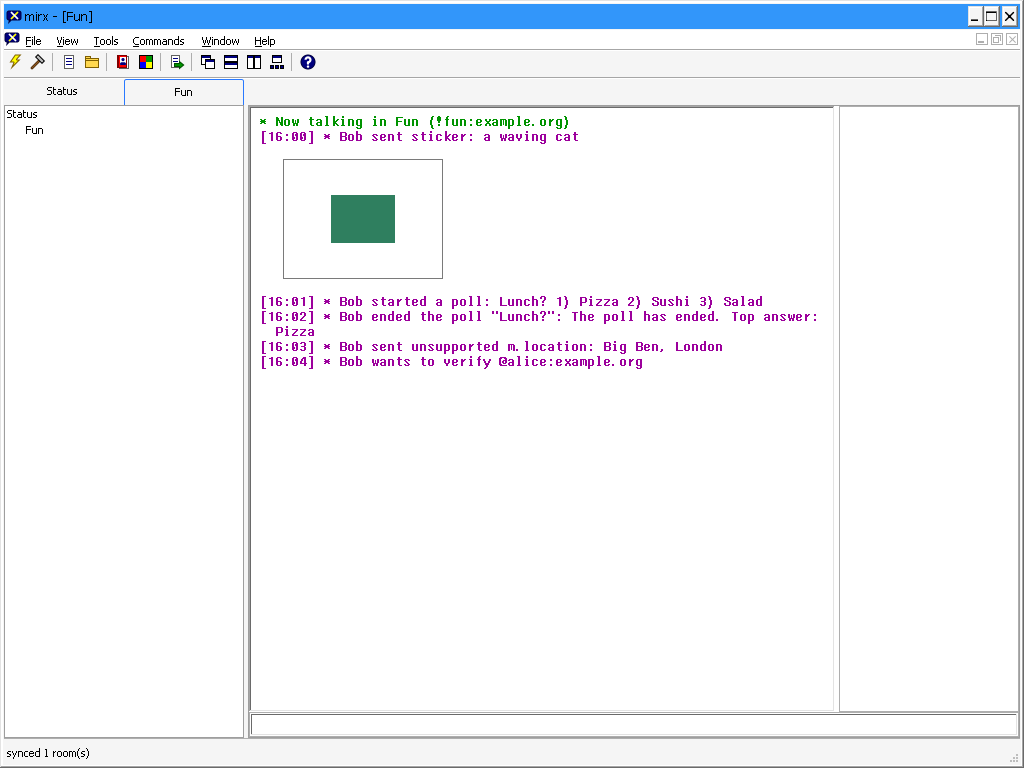 mirx - [Fun]
File View Tools Commands Window Help
Status Fun
Status
Fun
* Now talking in Fun (!fun:example.org)
[16:00] * Bob sent sticker: a waving cat
[16:01] * Bob started a poll: Lunch? 1) Pizza 2) Sushi 3) Salad
[16:02] * Bob ended the poll "Lunch?": The poll has ended. Top answer:
Pizza
[16:03] * Bob sent unsupported m.location: Big Ben, London
[16:04] * Bob wants to verify @alice:example.org
synced 1 room(s)